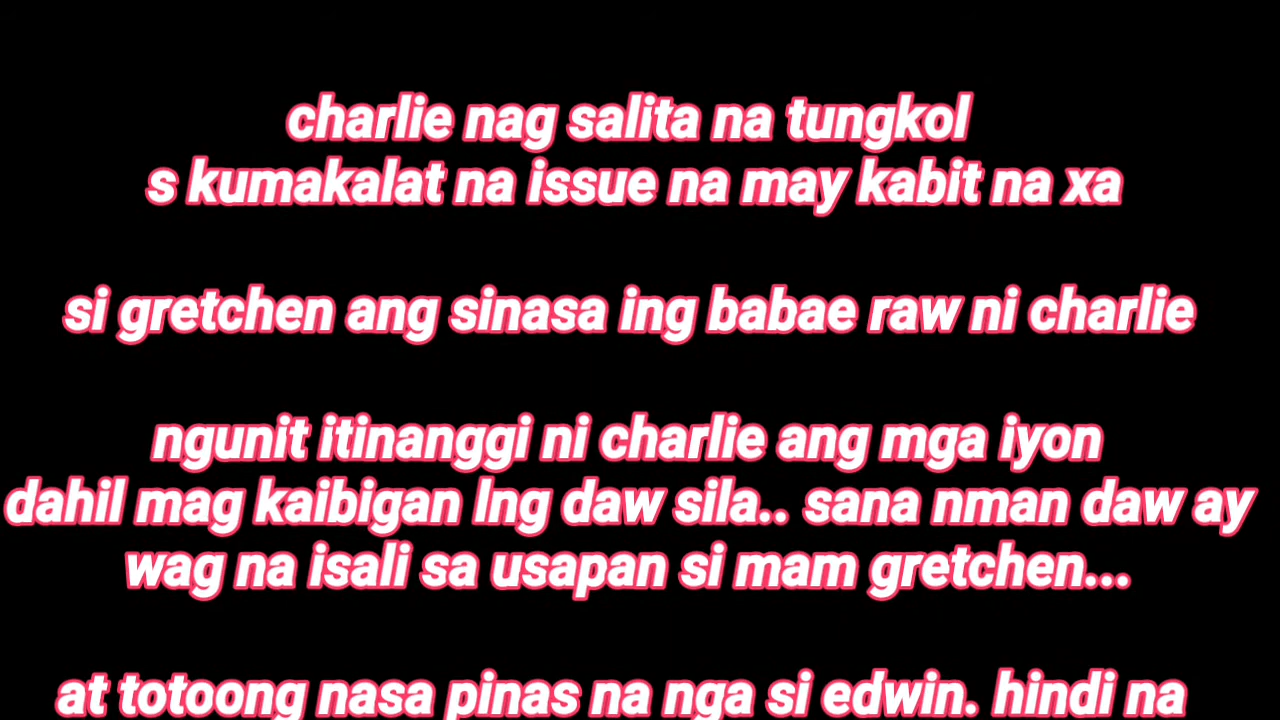 charlie nag salita na tungkol
s kumakalat na issue na may kabit na xa
si gretchen ang sinasa ing babae raw ni charlie
ngunit itinanggi ni charlie ang mga iyon
dahil mag kaibigan lng daw sila.. sana nman daw ay
wag na isali sa usapan si mam gretchen...
at totoong nasa pinas na nga si edwin. hindi na